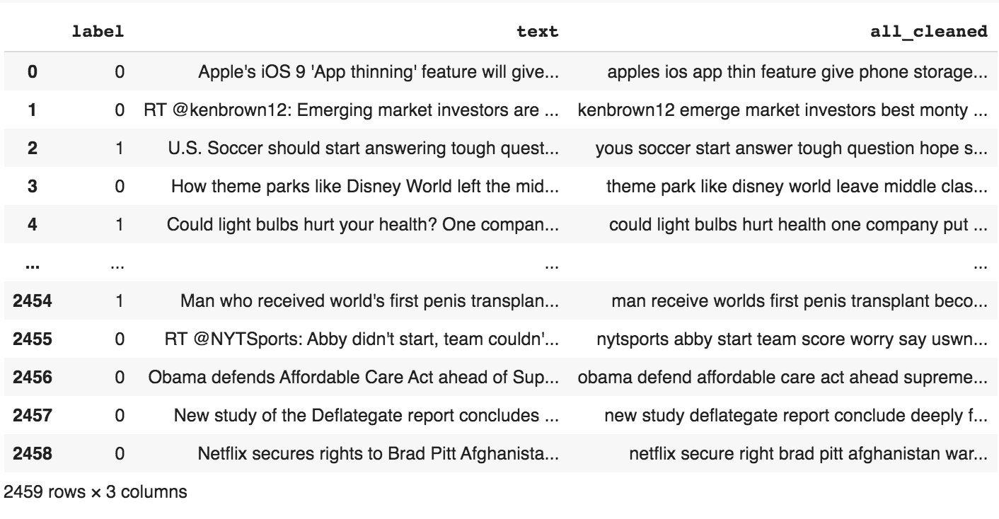 label text all_cleaned
0 0 Apple's iOS 9 'App thinning' feature will give... apples ios app thin feature give phone storage...
1 0 RT @kenbrown12: Emerging market investors are ... kenbrown12 emerge market investors best monty ...
2 1 U.S. Soccer should start answering tough quest... yous soccer start answer tough question hope s...
3 0 How theme parks like Disney World left the mid... theme park like disney world leave middle clas...
4 1 Could light bulbs hurt your health? One compan... could light bulbs hurt health one company put ...
... ... ... ...
2454 1 Man who received world's first penis transplan... man receive worlds first penis transplant beco...
2455 0 RT @NYTSports: Abby didn't start, team couldn'... nytsports abby start team score worry say uswn...
2456 0 Obama defends Affordable Care Act ahead of Sup... obama defend affordable care act ahead supreme...
2457 0 New study of the Deflategate report concludes ... new study deflategate report conclude deeply f...
2458 0 Netflix secures rights to Brad Pitt Afghanista... netflix secure right brad pitt afghanistan war...
2459 rows × 3 columns